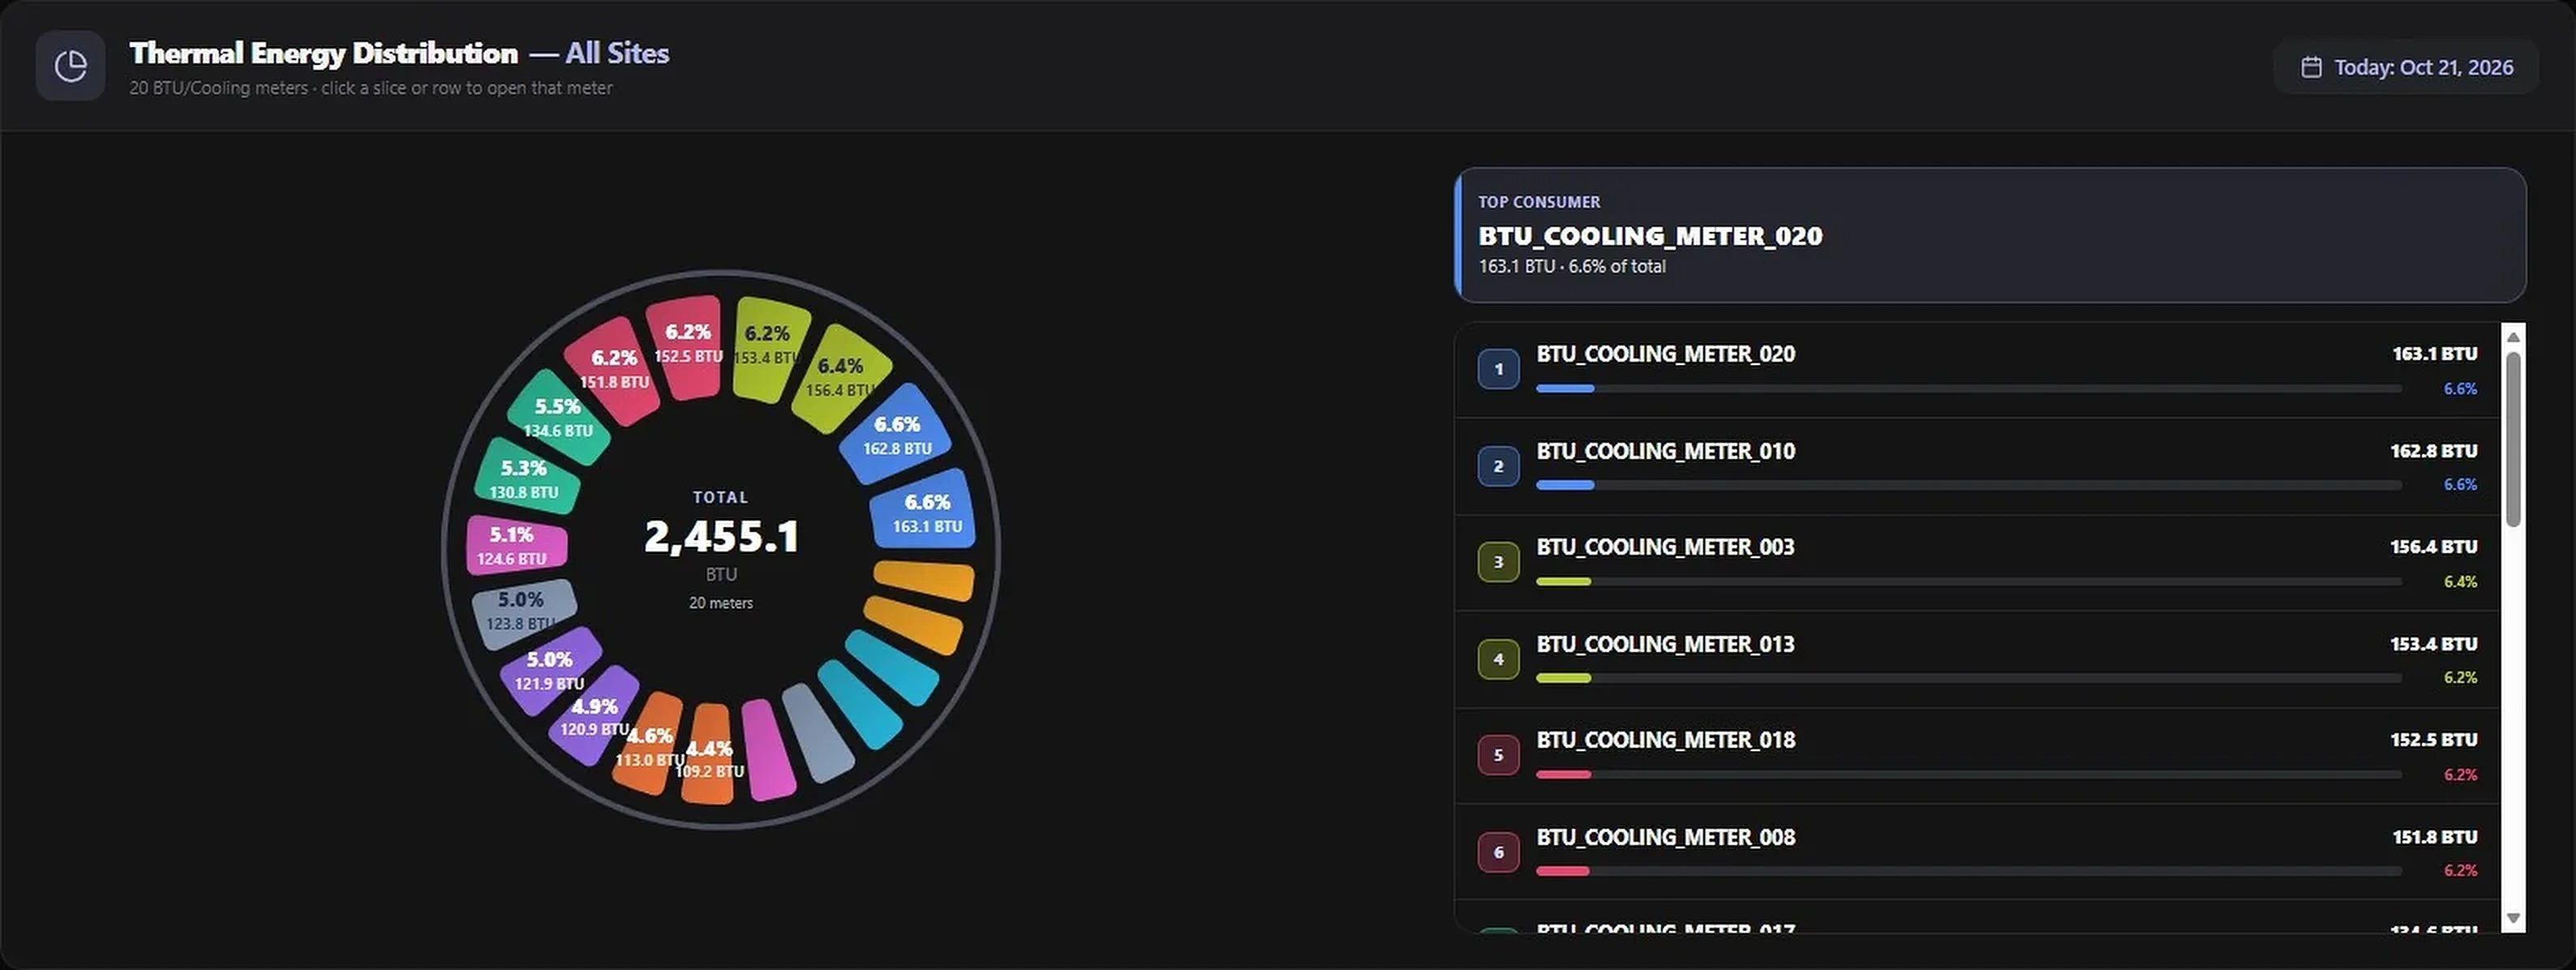 Thermal Energy Distribution — All Sites
20 BTU/Cooling meters · click a slice or row to open that meter
Today: Oct 21, 2026
6.2%
152.5 BTU
6.2%
153.4 BTU
6.2%
151.8 BTU
6.4%
156.4 BTU
5.5%
134.6 BTU
6.6%
162.8 BTU
5.3%
130.8 BTU
6.6%
163.1 BTU
5.1%
124.6 BTU
5.0%
123.8 BTU
5.0%
121.9 BTU
4.9%
120.9 BTU
4.6%
113.0 BTU
4.4%
109.2 BTU
TOTAL
2,455.1
BTU
20 meters
TOP CONSUMER
BTU_COOLING_METER_020
163.1 BTU · 6.6% of total
1 BTU_COOLING_METER_020 163.1 BTU
6.6%
2 BTU_COOLING_METER_010 162.8 BTU
6.6%
3 BTU_COOLING_METER_003 156.4 BTU
6.4%
4 BTU_COOLING_METER_013 153.4 BTU
6.2%
5 BTU_COOLING_METER_018 152.5 BTU
6.2%
6 BTU_COOLING_METER_008 151.8 BTU
6.2%
BTU_COOLING_METER_017 134.6 BTU